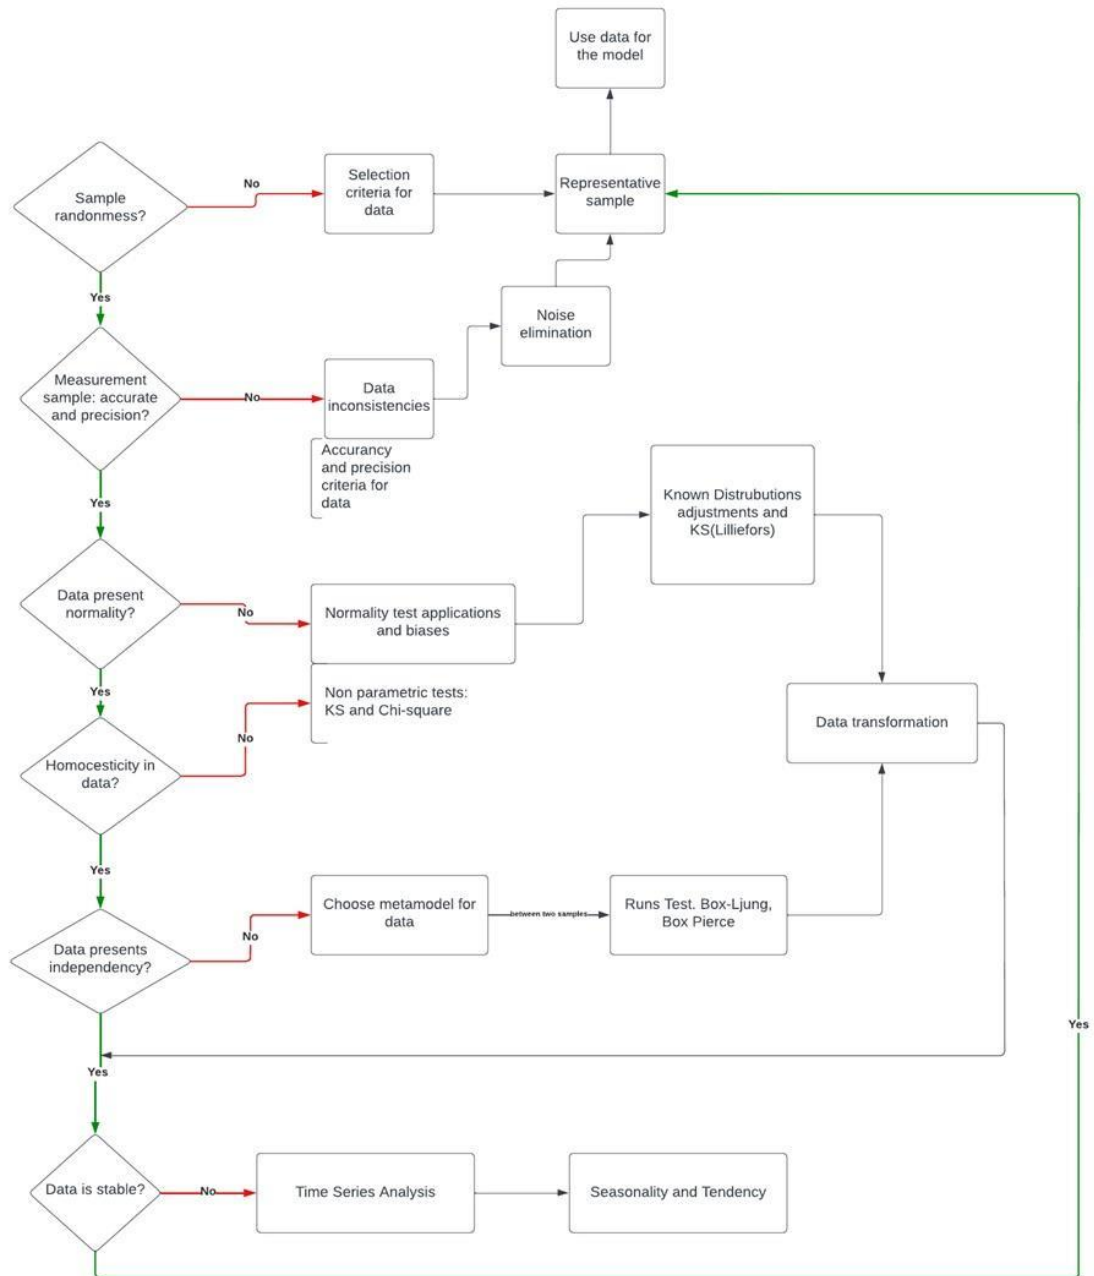 Use data for
the model
Sample
randonmess?
No
Selection
criteria for
data
Representative
sample
Yes
Noise
elimination
Measurement
sample: accurate
and precision?
No
Data
inconsistencies
Accurancy
and precision
criteria for
data
Yes
Known Distrubutions
adjustments and
KS(Lilliefors)
Data present
normality?
No
Normality test applications
and biases
Yes
Non parametric tests:
KS and Chi-square
No
Homocesticity in
data?
Data transformation
Yes
Choose metamodel for
data
between two samples
Runs Test. Box-Ljung,
Box Pierce
No
Data presents
independency?
Yes
Yes
Data is stable?
No
Time Series Analysis
Seasonality and Tendency